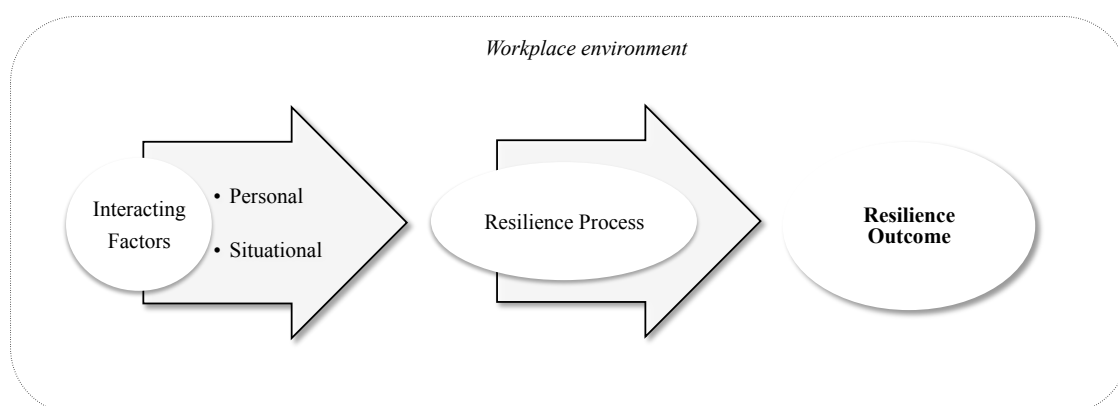 Workplace environment
Interacting
Factors
• Personal
• Situational
Resilience Process
Resilience
Outcome